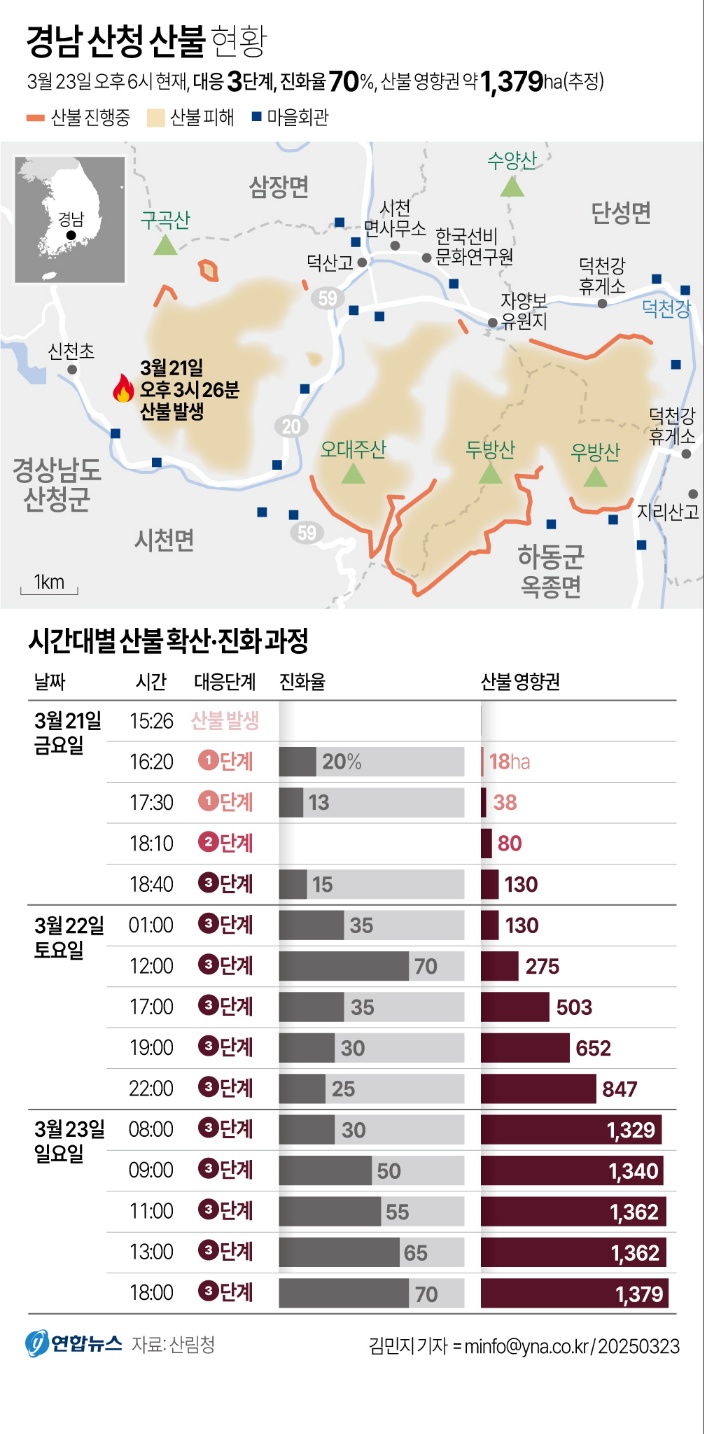 경남 산청 산불 현황
3월 23일 오후 6시 현재, 대응 3단계, 진화율 70%, 산불 영향권 약 1,379ha(추정)
산불 진행중 산불 피해 마을회관
경남
구곡산
삼장면
수양산
단성면
시천
면사무소
한국선비
문화연구원
덕산고
덕천강
휴게소
덕천강
59
자양보
유원지
신천초
3월 21일
오후 3시 26분
산불 발생
20
오대주산
두방산
우방산
덕천강
휴게소
경상남도
산청군
지리산고
시천면
59
하동군
옥종면
1km
시간대별 산불 확산·진화 과정
날짜 시간 대응단계 진화율 산불 영향권
3월 21일
금요일
15:26 산불 발생
16:20 1단계 20% 18ha
17:30 1단계 13 38
18:10 2단계 80
18:40 3단계 15 130
3월 22일
토요일
01:00 3단계 35 130
12:00 3단계 70 275
17:00 3단계 35 503
19:00 3단계 30 652
22:00 3단계 25 847
3월 23일
일요일
08:00 3단계 30 1,329
09:00 3단계 50 1,340
11:00 3단계 55 1,362
13:00 3단계 65 1,362
18:00 3단계 70 1,379
y 연합뉴스 자료: 산림청
김민지 기자 = minfo@yna.co.kr / 20250323